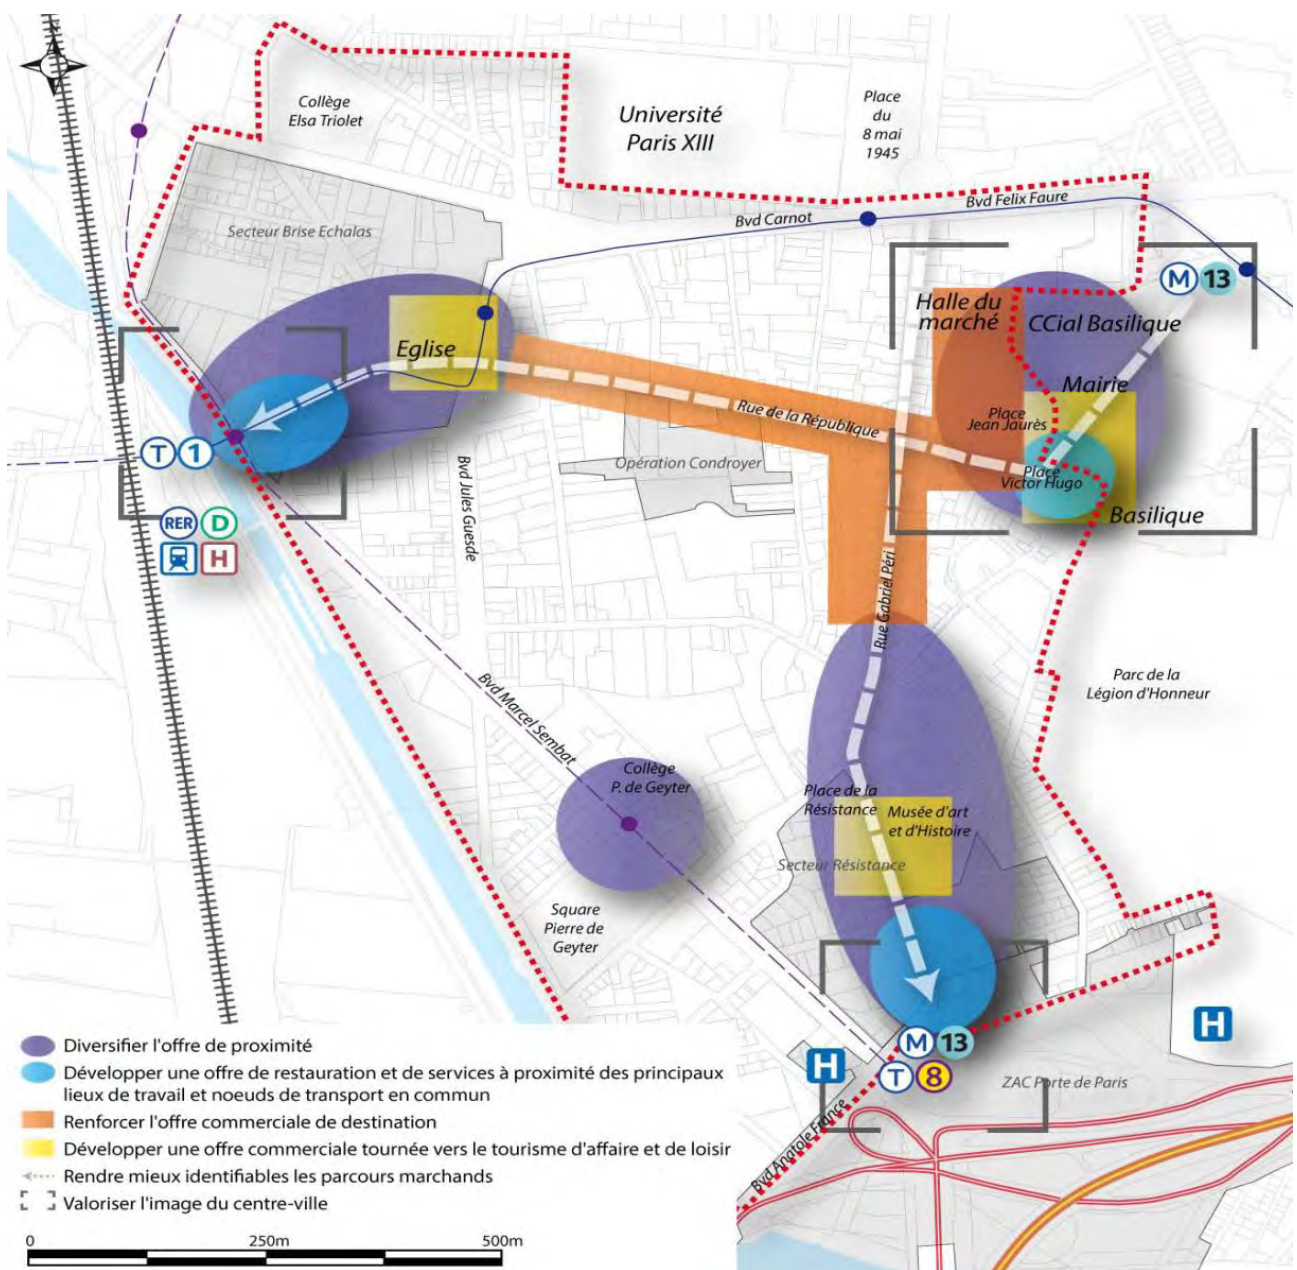 Collège
Elsa Triolet
Université
Paris XIII
Place
du
8 mai
1945
Bvd Carnot
Bvd Felix Faure
Secteur Brise Echalas
M 13
Halle du
marché
CCial Basilique
Eglise
Mairie
Rue de la République
Place
Jean Jaurès
T 1
Opération Condroyer
Place
Victor Hugo
Basilique
RER D
H
Bvd Jules Guesde
Rue Gabriel Péri
Parc de la
Légion d'Honneur
Bvd Marcel Sembat
Collège
P. de Geyter
Place de la
Résistance
Musée d'art
et d'Histoire
Secteur Résistance
Square
Pierre de
Geyter
H
M 13
H
T 8
ZAC Porte de Paris
Bvd Anatole France
Diversifier l'offre de proximité
Développer une offre de restauration et de services à proximité des principaux
lieux de travail et noeuds de transport en commun
Renforcer l'offre commerciale de destination
Développer une offre commerciale tournée vers le tourisme d'affaire et de loisir
Rendre mieux identifiables les parcours marchands
Valoriser l'image du centre-ville
0 250m 500m